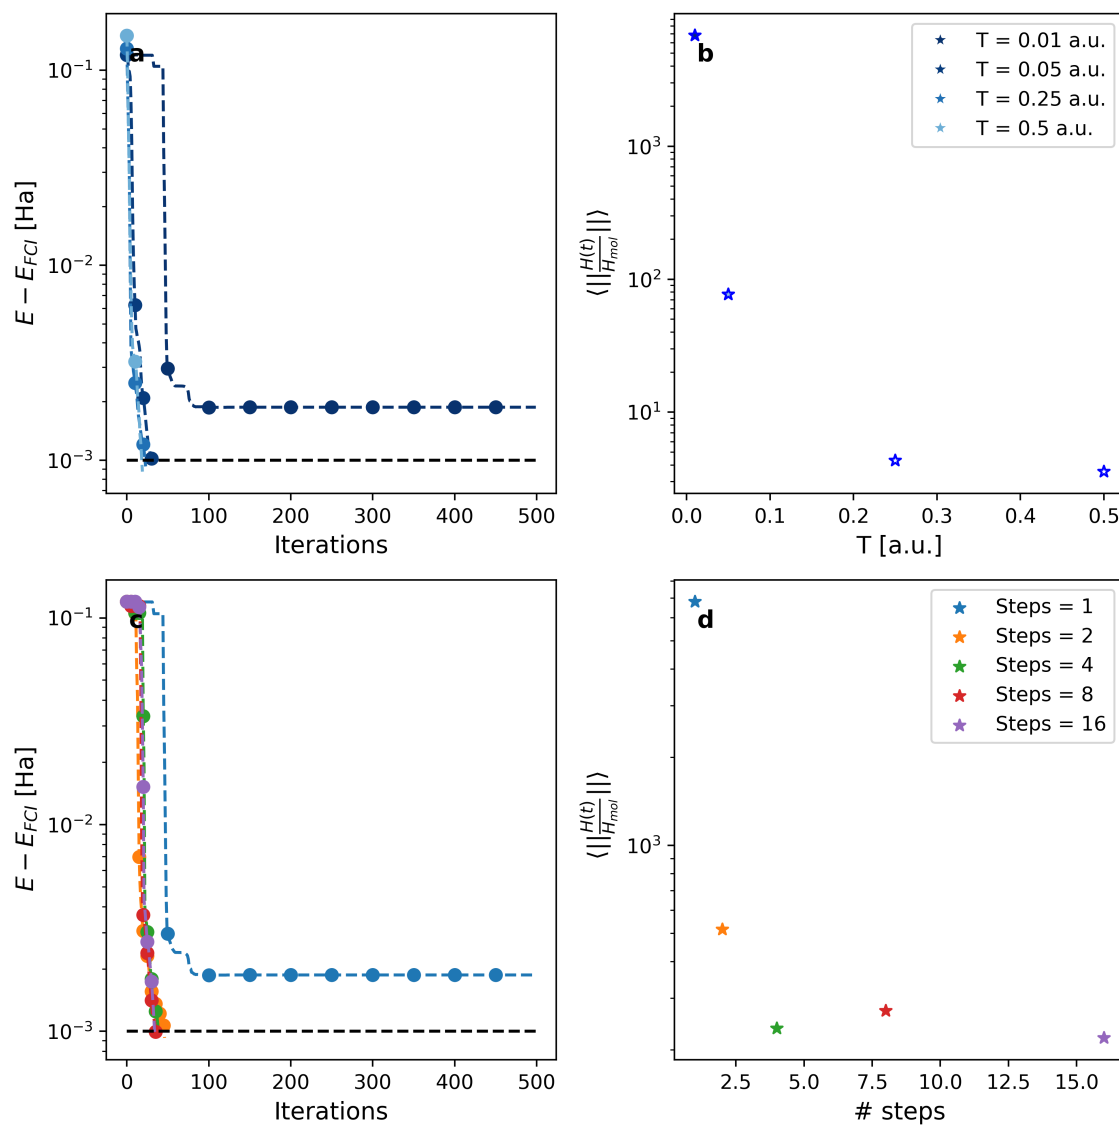 a
10⁻¹
10⁻²
10⁻³
E − E_FCI [Ha]
0 100 200 300 400 500
Iterations
b
T = 0.01 a.u.
T = 0.05 a.u.
T = 0.25 a.u.
T = 0.5 a.u.
10³
10²
10¹
⟨||H(t)/H_mol||⟩
0.0 0.1 0.2 0.3 0.4 0.5
T [a.u.]
c
10⁻¹
10⁻²
10⁻³
E − E_FCI [Ha]
0 100 200 300 400 500
Iterations
d
Steps = 1
Steps = 2
Steps = 4
Steps = 8
Steps = 16
10³
⟨||H(t)/H_mol||⟩
2.5 5.0 7.5 10.0 12.5 15.0
# steps